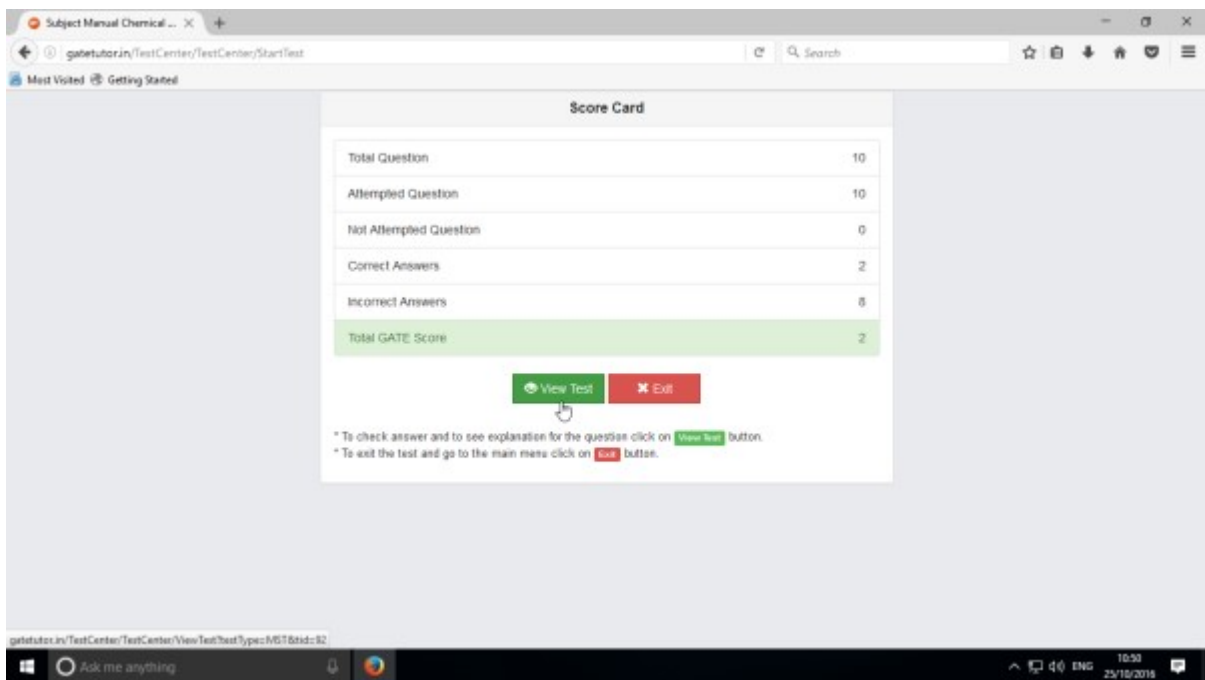 Subject Manual Chemical ...
gatetutor.in/TestCenter/TestCenter/StartTest
Search
Most Visited Getting Started
Score Card
Total Question 10
Attempted Question 10
Not Attempted Question 0
Correct Answers 2
Incorrect Answers 8
Total GATE Score 2
View Test Exit
* To check answer and to see explanation for the question click on View Test button.
* To exit the test and go to the main menu click on Exit button.
gatetutor.in/TestCenter/TestCenter/ViewTest?testType=MST&tid=92
Ask me anything
ENG
10:50
25/10/2016